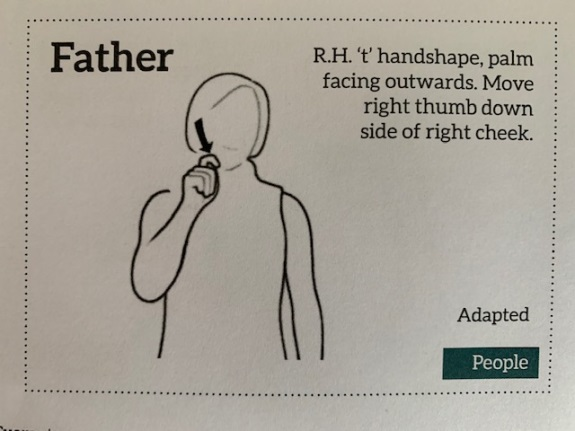 Father
R.H. ‘t’ handshape, palm
facing outwards. Move
right thumb down
side of right cheek.
Adapted
People